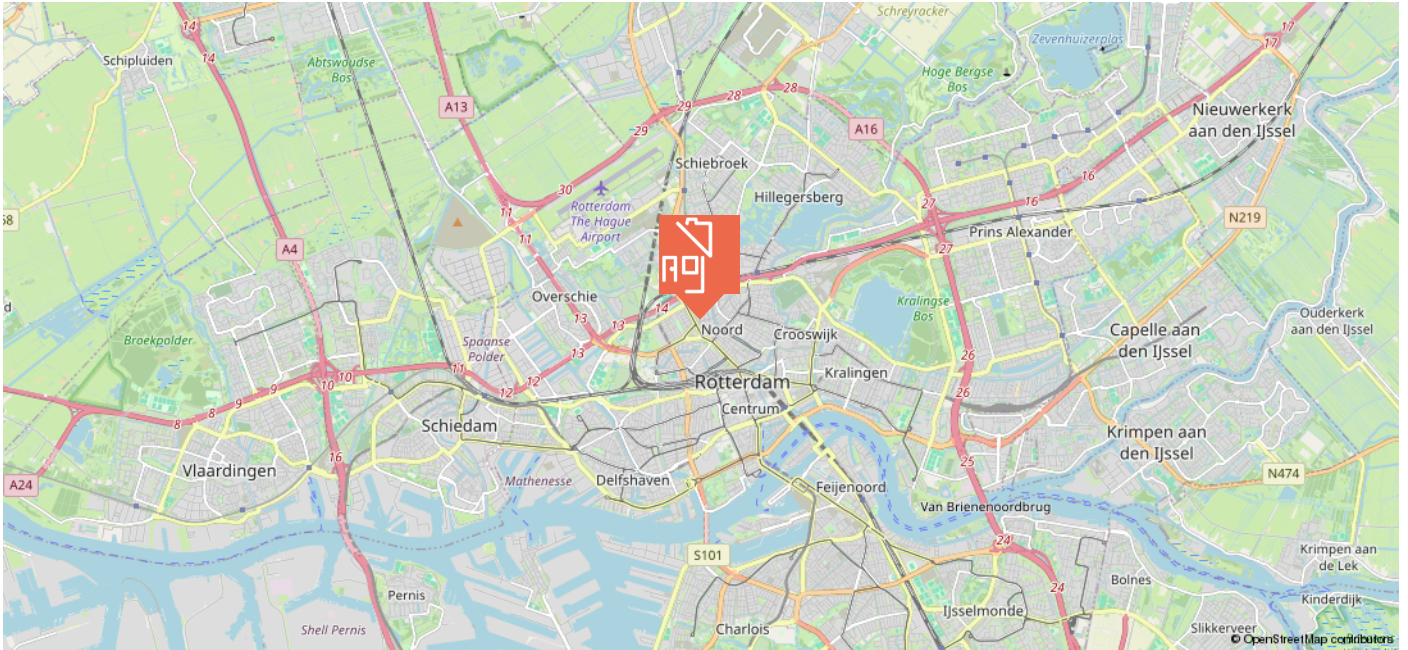 14
Schreyracker
17
Schipluiden
14
Abtswoudse
Bos
Zevenhuizerplas
17
Hoge Bergse
Bos
A13
29
28
28
29
A16
Nieuwerkerk
aan den IJssel
Schiebroek
30
Rotterdam
The Hague
Airport
Hillegersberg
16
16
27
11
11
N219
58
A4
Prins Alexander
27
d
Overschie
14
13
13
Noord
Crooswijk
Kralingse
Bos
Ouderkerk
aan den IJssel
Capelle aan
den IJssel
Broekpolder
Spaanse
Polder
13
26
10
10
11
12
12
9
9
8
8
Rotterdam
Kralingen
26
Centrum
Schiedam
Krimpen aan
den IJssel
16
25
Vlaardingen
A24
Mathenesse
Delfshaven
Feijenoord
N474
Van Brienenoordbrug
24
S101
Krimpen aan
de Lek
24
Pernis
Bolnes
Kinderdijk
IJsselmonde
Shell Pernis
Charlois
Slikkerveer
© OpenStreetMap contributors